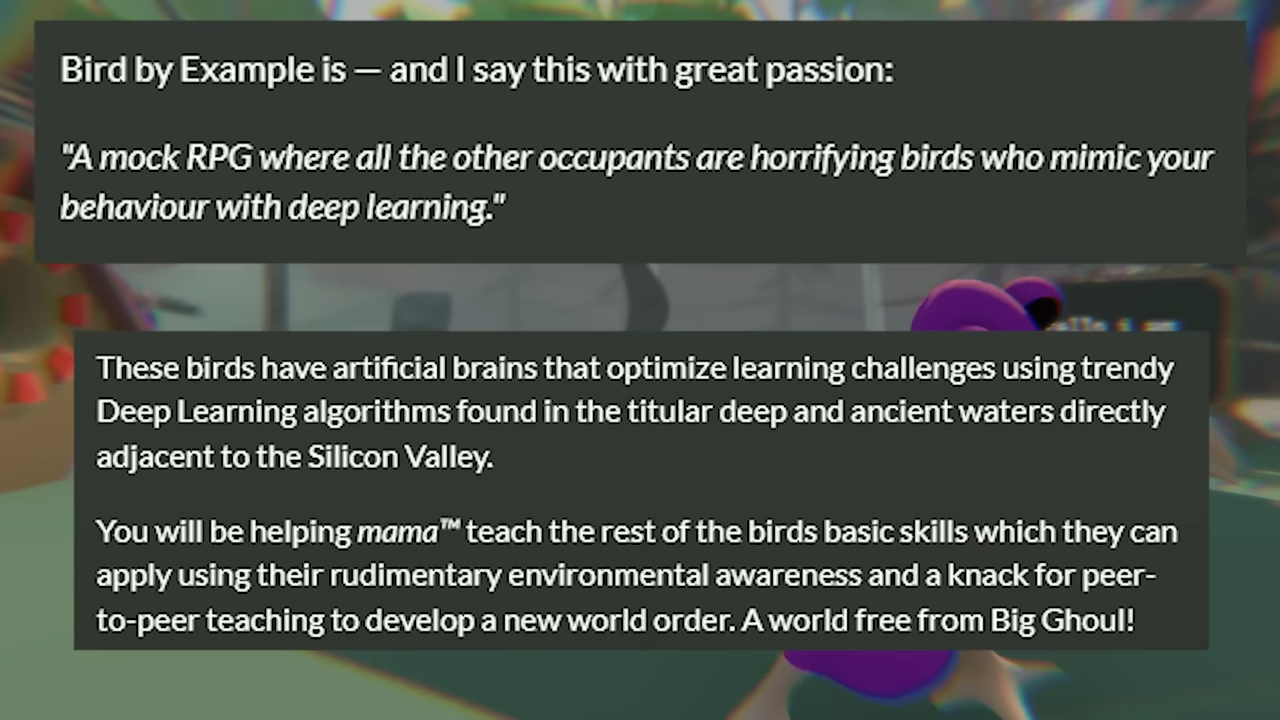 Bird by Example is — and I say this with great passion:
"A mock RPG where all the other occupants are horrifying birds who mimic your
behaviour with deep learning."
These birds have artificial brains that optimize learning challenges using trendy
Deep Learning algorithms found in the titular deep and ancient waters directly
adjacent to the Silicon Valley.
You will be helping mama™ teach the rest of the birds basic skills which they can
apply using their rudimentary environmental awareness and a knack for peer-
to-peer teaching to develop a new world order. A world free from Big Ghoul!